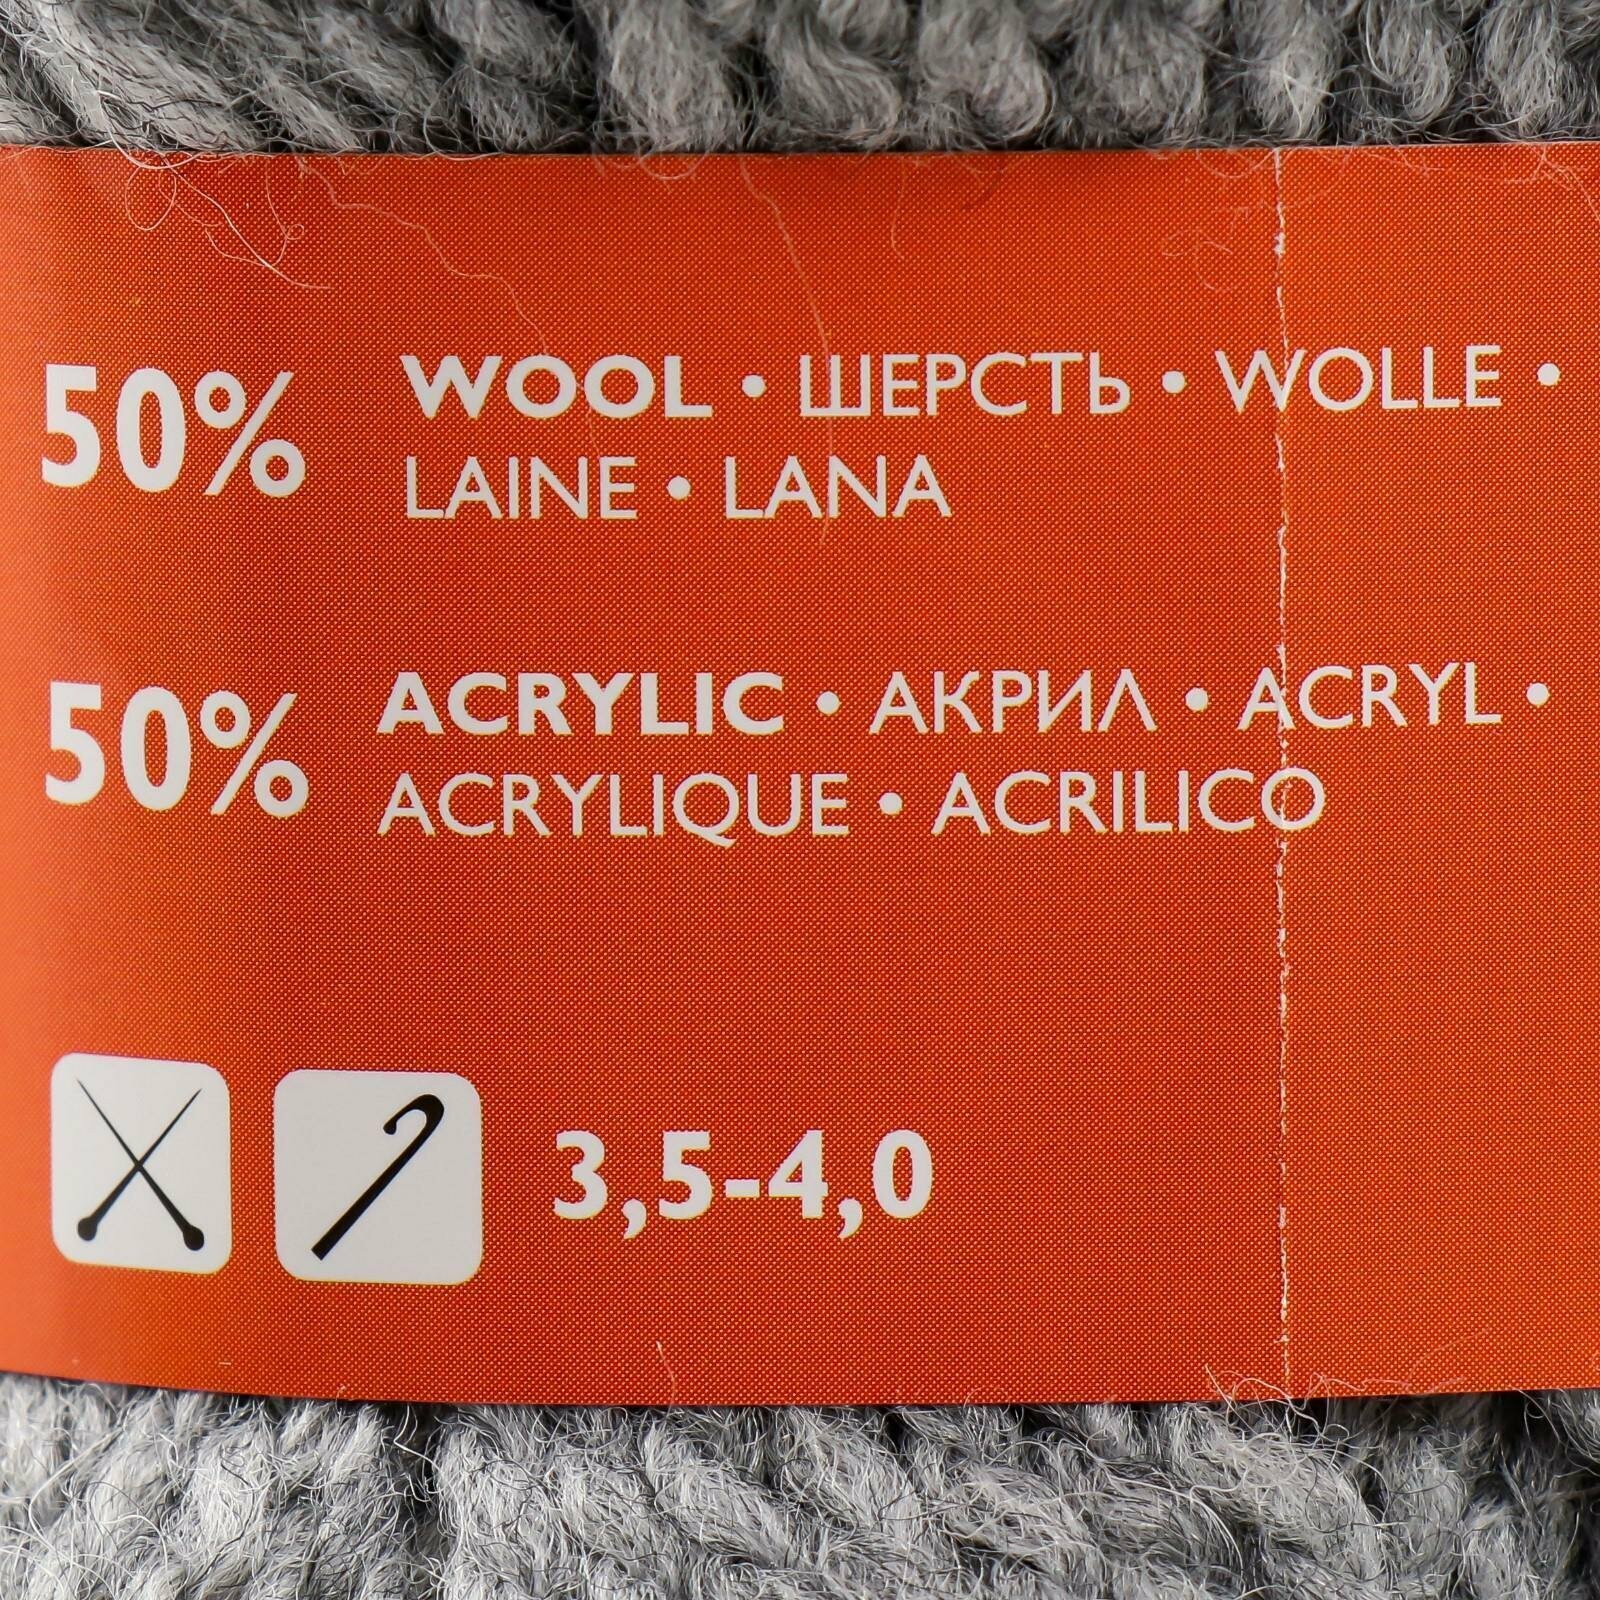 50% WOOL • ШЕРСТЬ • WOLLE •
LAINE • LANA
50% ACRYLIC • АКРИЛ • ACRYL •
ACRYLIQUE • ACRILICO
3,5-4,0